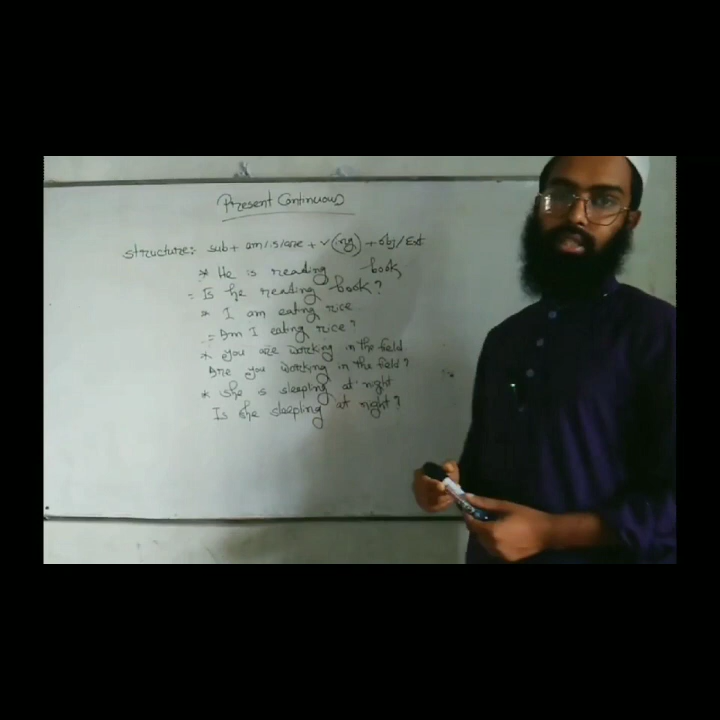 Present Continuous
structure: sub + am/is/are + v(ing) + obj/Ext
* He is reading book
= Is he reading book?
* I am eating rice
= Am I eating rice?
* you are working in the field
Are you working in the field?
* she is sleeping at night
Is she sleeping at night?